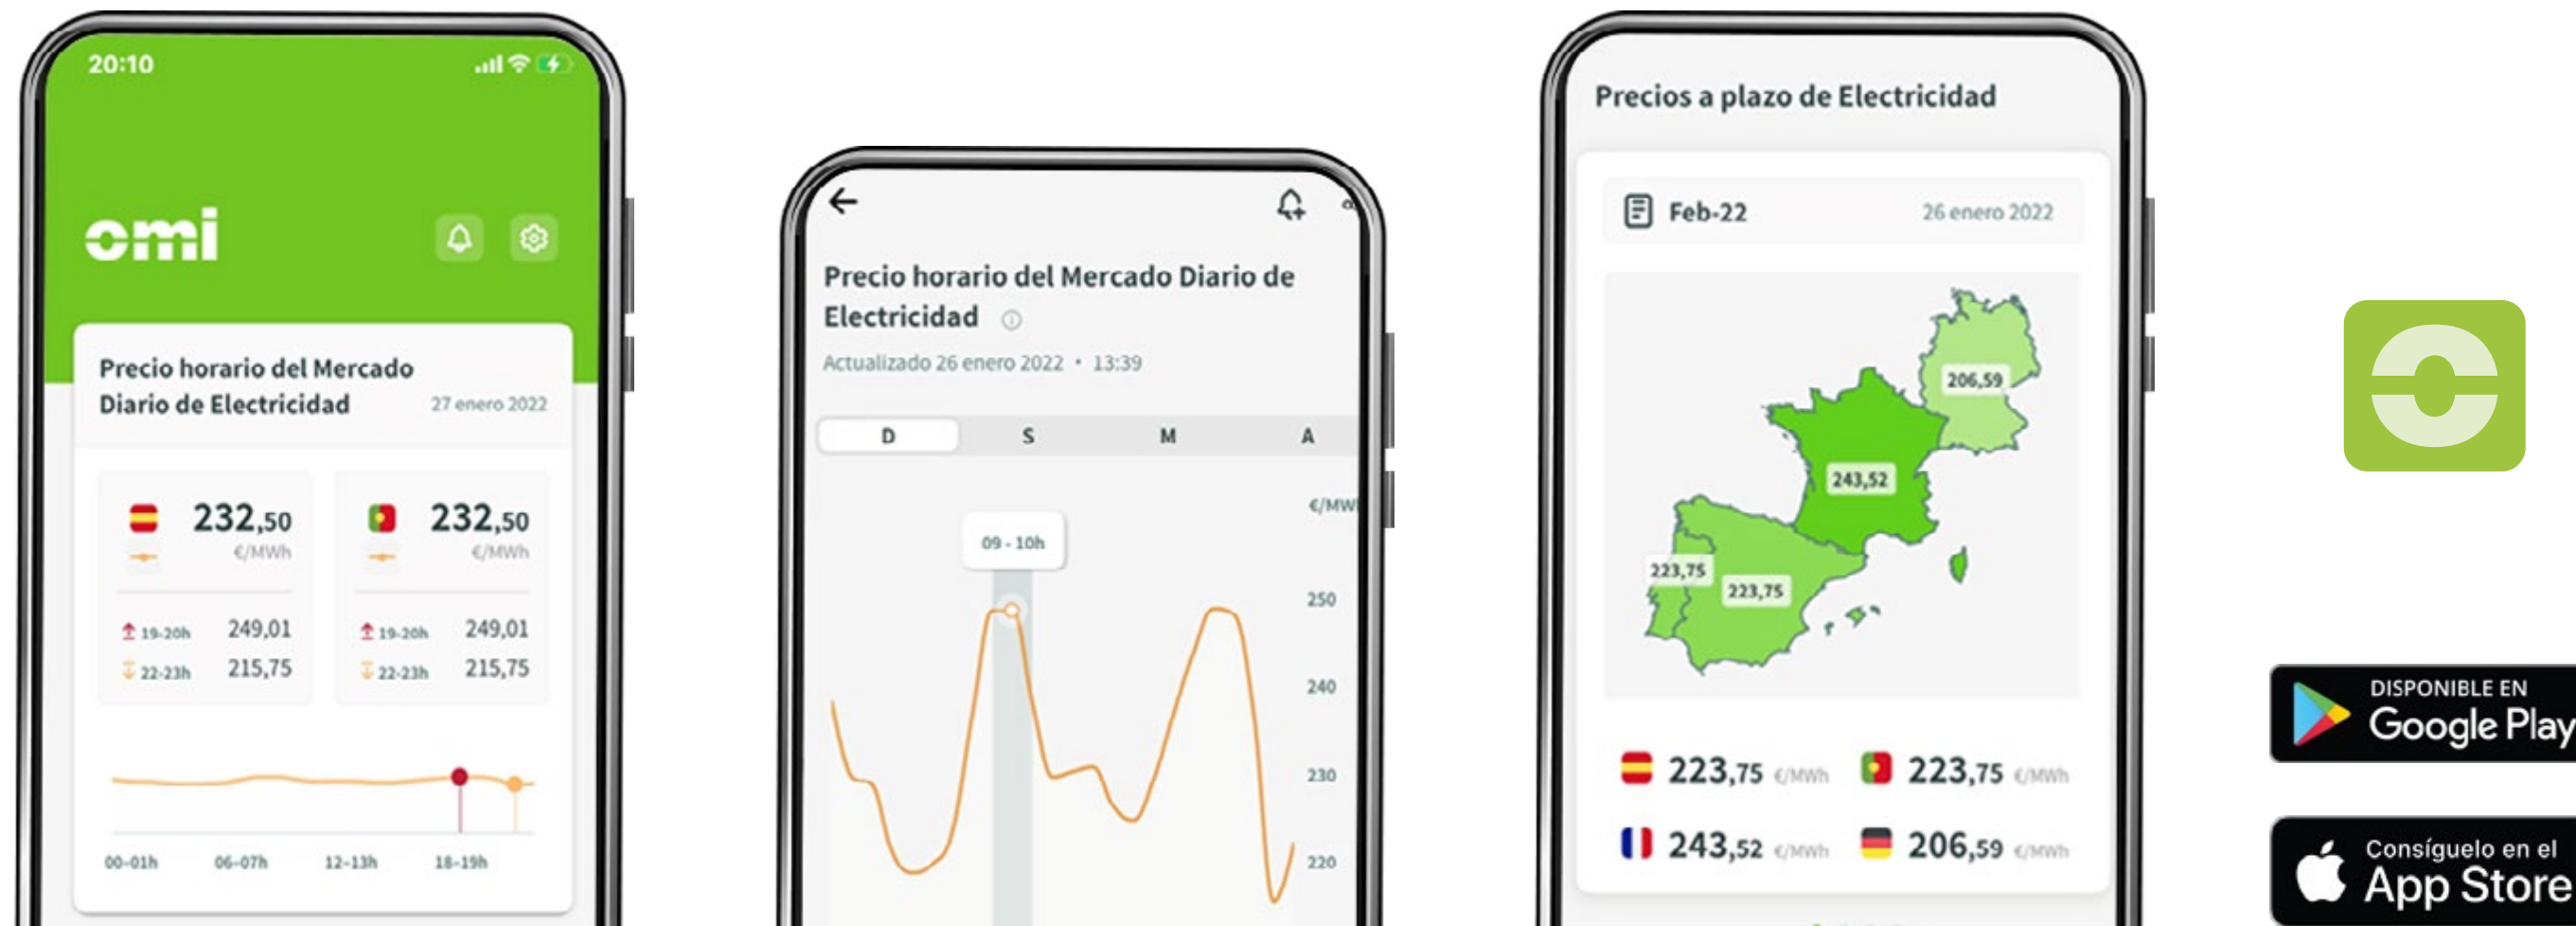 20:10
omi
Precio horario del Mercado
Diario de Electricidad
27 enero 2022
232,50
€/MWh
19-20h 249,01
22-23h 215,75
232,50
€/MWh
19-20h 249,01
22-23h 215,75
00-01h 06-07h 12-13h 18-19h
Precio horario del Mercado Diario de
Electricidad
Actualizado 26 enero 2022 • 13:39
D S M A
€/MW
09 - 10h
250
240
230
220
Precios a plazo de Electricidad
Feb-22 26 enero 2022
206,59
243,52
223,75
223,75
223,75 €/MWh 223,75 €/MWh
243,52 €/MWh 206,59 €/MWh
DISPONIBLE EN
Google Play
Consíguelo en el
App Store